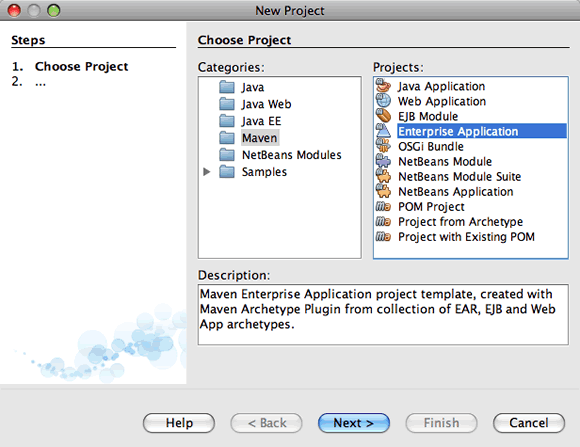 New Project
Steps
1. Choose Project
2. ...
Choose Project
Categories:
Java
Java Web
Java EE
Maven
NetBeans Modules
Samples
Projects:
Java Application
Web Application
EJB Module
Enterprise Application
OSGi Bundle
NetBeans Module
NetBeans Module Suite
NetBeans Application
POM Project
Project from Archetype
Project with Existing POM
Description:
Maven Enterprise Application project template, created with
Maven Archetype Plugin from collection of EAR, EJB and Web
App archetypes.
Help
< Back
Next >
Finish
Cancel